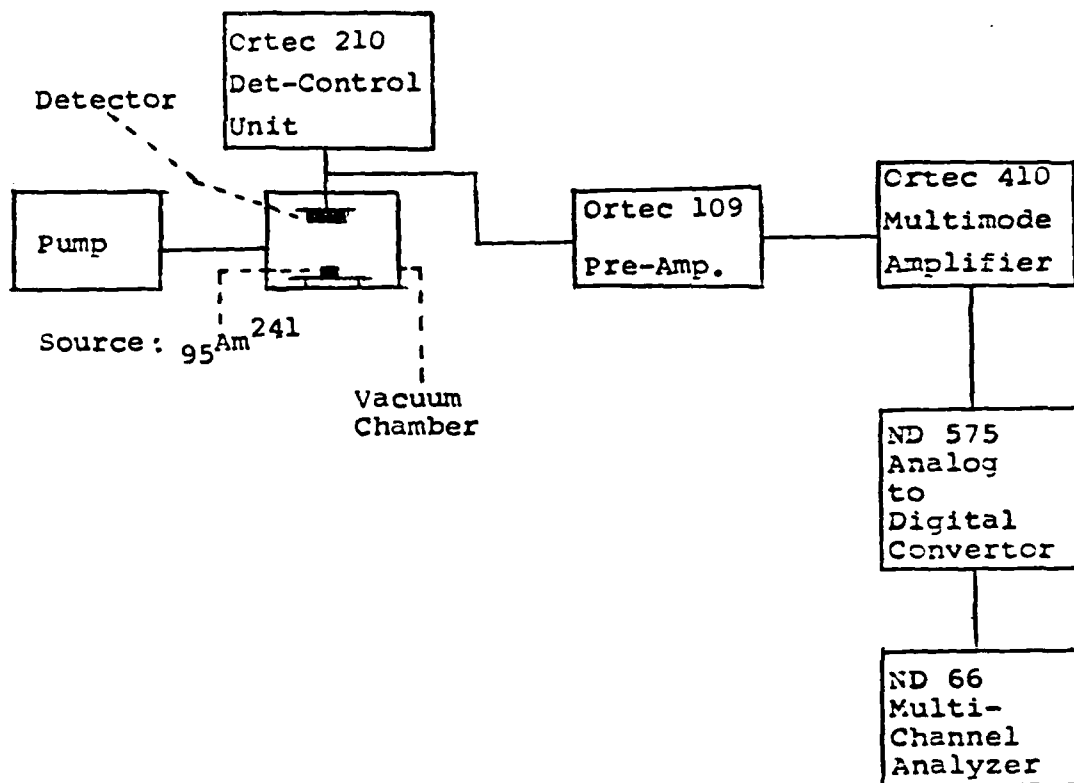 Crtec 210
Det-Control
Unit
Detector
Pump
Source: 95Am241
Vacuum
Chamber
Ortec 109
Pre-Amp.
Crtec 410
Multimode
Amplifier
ND 575
Analog
to
Digital
Convertor
ND 66
Multi-
Channel
Analyzer